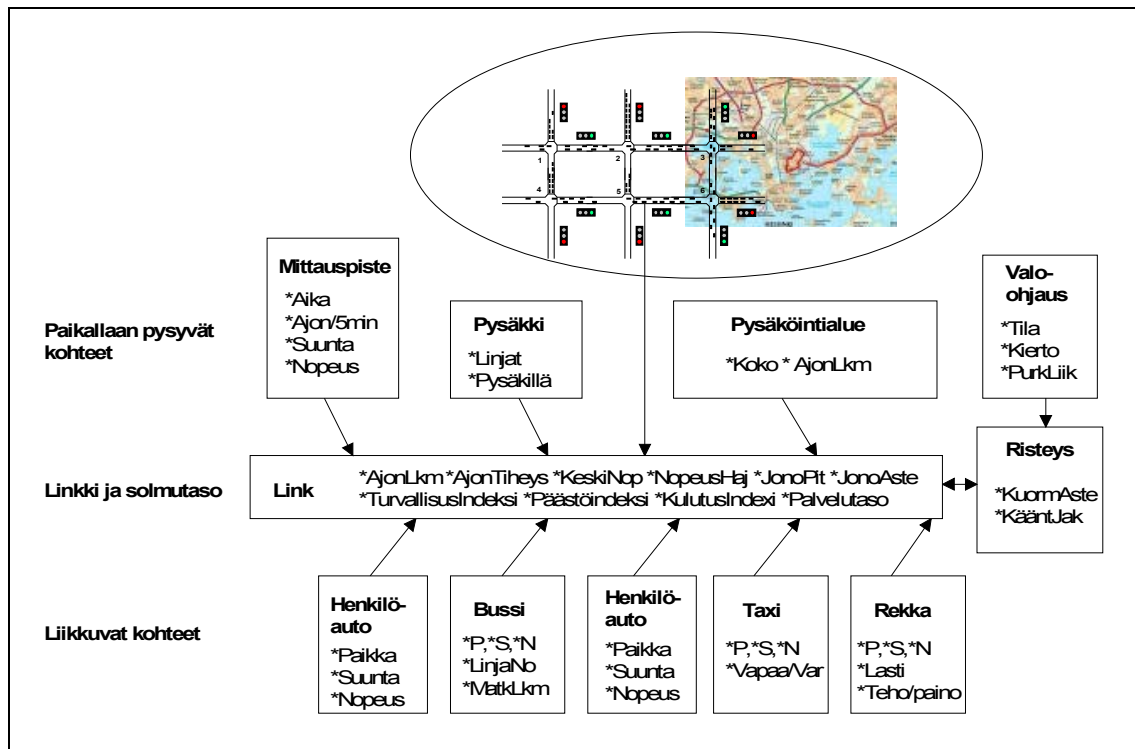 1
2
3
4
5
6
HELSINKI
Mittauspiste
*Aika
*Ajon/5min
*Suunta
*Nopeus
Valo-
ohjaus
*Tila
*Kierto
*PurkLiik
Paikallaan pysyvät
kohteet
Pysäkki
*Linjat
*Pysäkillä
Pysäköintialue
*Koko * AjonLkm
Linkki ja solmutaso
Link
*AjonLkm *AjonTiheys *KeskiNop *NopeusHaj *JonoPlt *JonoAste
*TurvallisusIndeksi *Päästöindeksi *KulutusIndexi *Palvelutaso
Risteys
*KuormAste
*KääntJak
Liikkuvat kohteet
Henkilö-
auto
*Paikka
*Suunta
*Nopeus
Bussi
*P,*S,*N
*LinjaNo
*MatkLkm
Henkilö-
auto
*Paikka
*Suunta
*Nopeus
Taxi
*P,*S,*N
*Vapaa/Var
Rekka
*P,*S,*N
*Lasti
*Teho/paino